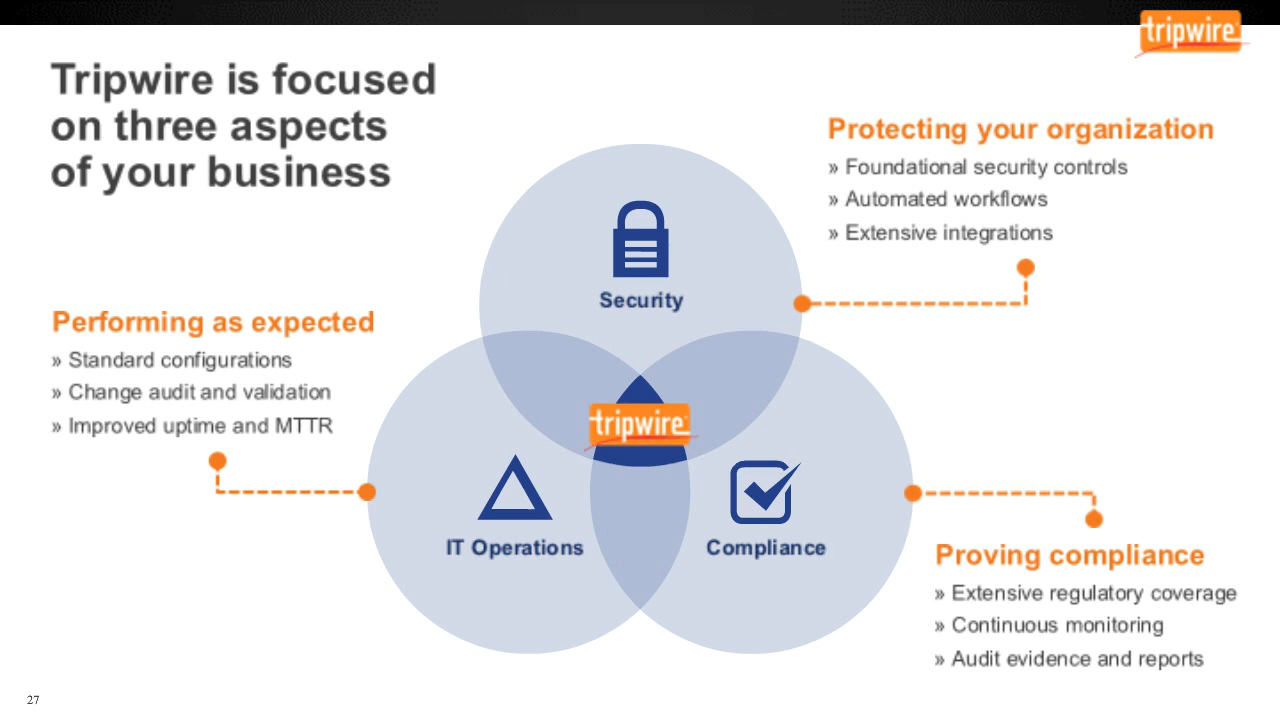 tripwire
Tripwire is focused
on three aspects
of your business
Protecting your organization
» Foundational security controls
» Automated workflows
» Extensive integrations
Security
Performing as expected
» Standard configurations
» Change audit and validation
» Improved uptime and MTTR
tripwire
IT Operations
Compliance
Proving compliance
» Extensive regulatory coverage
» Continuous monitoring
» Audit evidence and reports
27